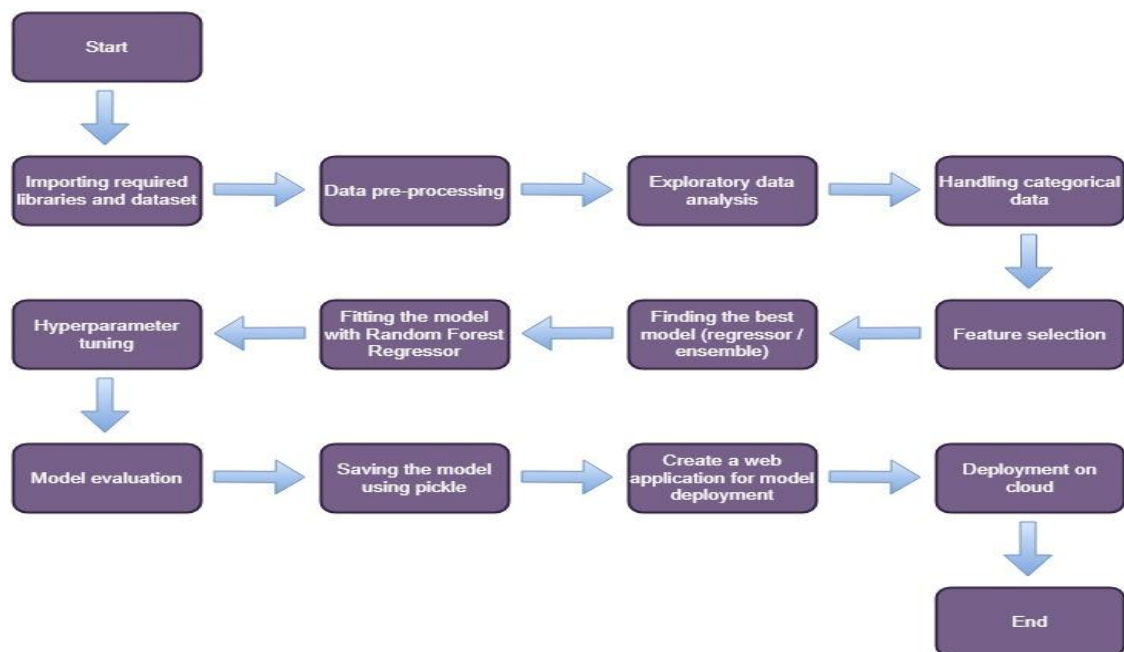 Start
Importing required
libraries and dataset
Data pre-processing
Exploratory data
analysis
Handling categorical
data
Feature selection
Finding the best
model (regressor /
ensemble)
Fitting the model
with Random Forest
Regressor
Hyperparameter
tuning
Model evaluation
Saving the model
using pickle
Create a web
application for model
deployment
Deployment on
cloud
End